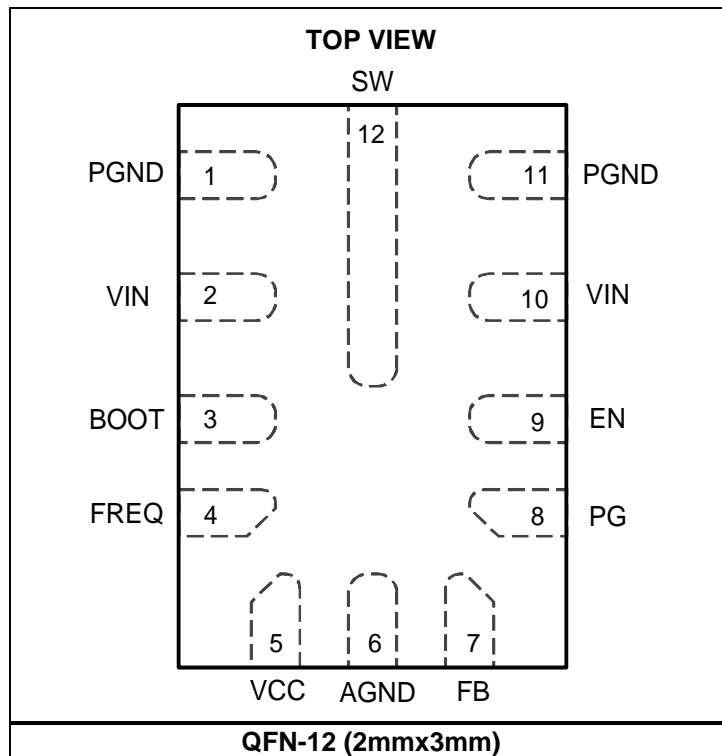 TOP VIEW
SW
12
PGND 1 11 PGND
VIN 2 10 VIN
BOOT 3 9 EN
FREQ 4 8 PG
5 6 7
VCC AGND FB
QFN-12 (2mmx3mm)